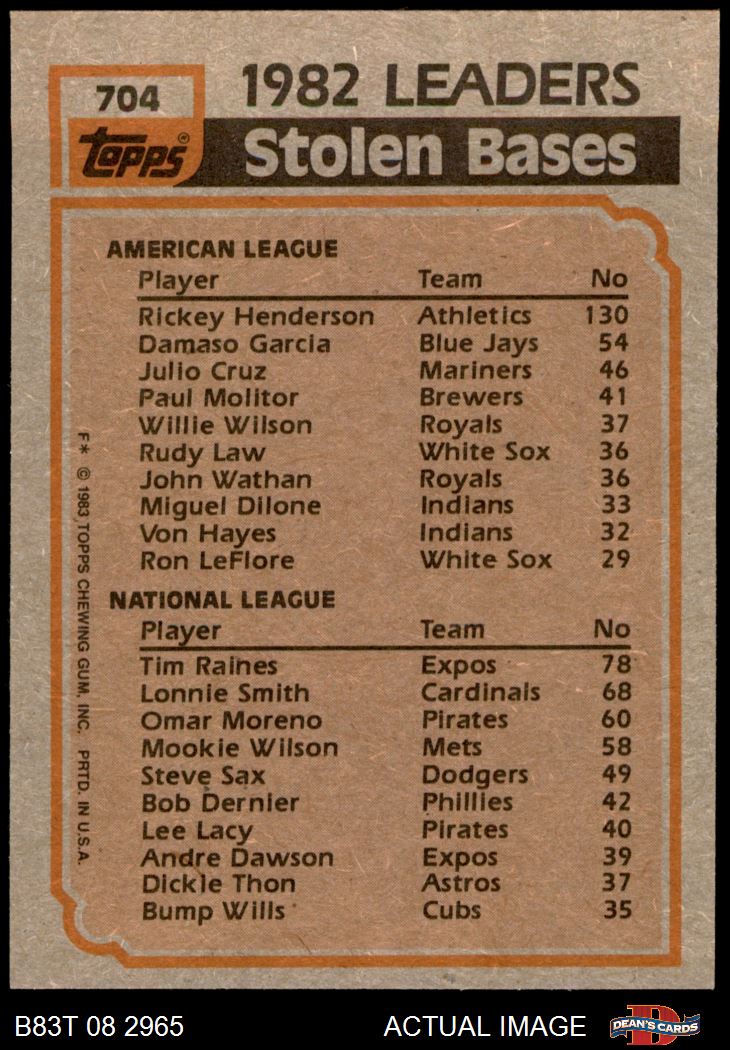 704
1982 LEADERS
Topps®
Stolen Bases
AMERICAN LEAGUE
Player Team No
Rickey Henderson Athletics 130
Damaso Garcia Blue Jays 54
Julio Cruz Mariners 46
Paul Molitor Brewers 41
Willie Wilson Royals 37
Rudy Law White Sox 36
John Wathan Royals 36
Miguel Dilone Indians 33
Von Hayes Indians 32
Ron LeFlore White Sox 29
NATIONAL LEAGUE
Player Team No
Tim Raines Expos 78
Lonnie Smith Cardinals 68
Omar Moreno Pirates 60
Mookie Wilson Mets 58
Steve Sax Dodgers 49
Bob Dernier Phillies 42
Lee Lacy Pirates 40
Andre Dawson Expos 39
Dickie Thon Astros 37
Bump Wills Cubs 35
F* © 1983 TOPPS CHEWING GUM, INC. PRTD. IN U.S.A.
B83T 08 2965 ACTUAL IMAGE
D
DEAN'S CARDS